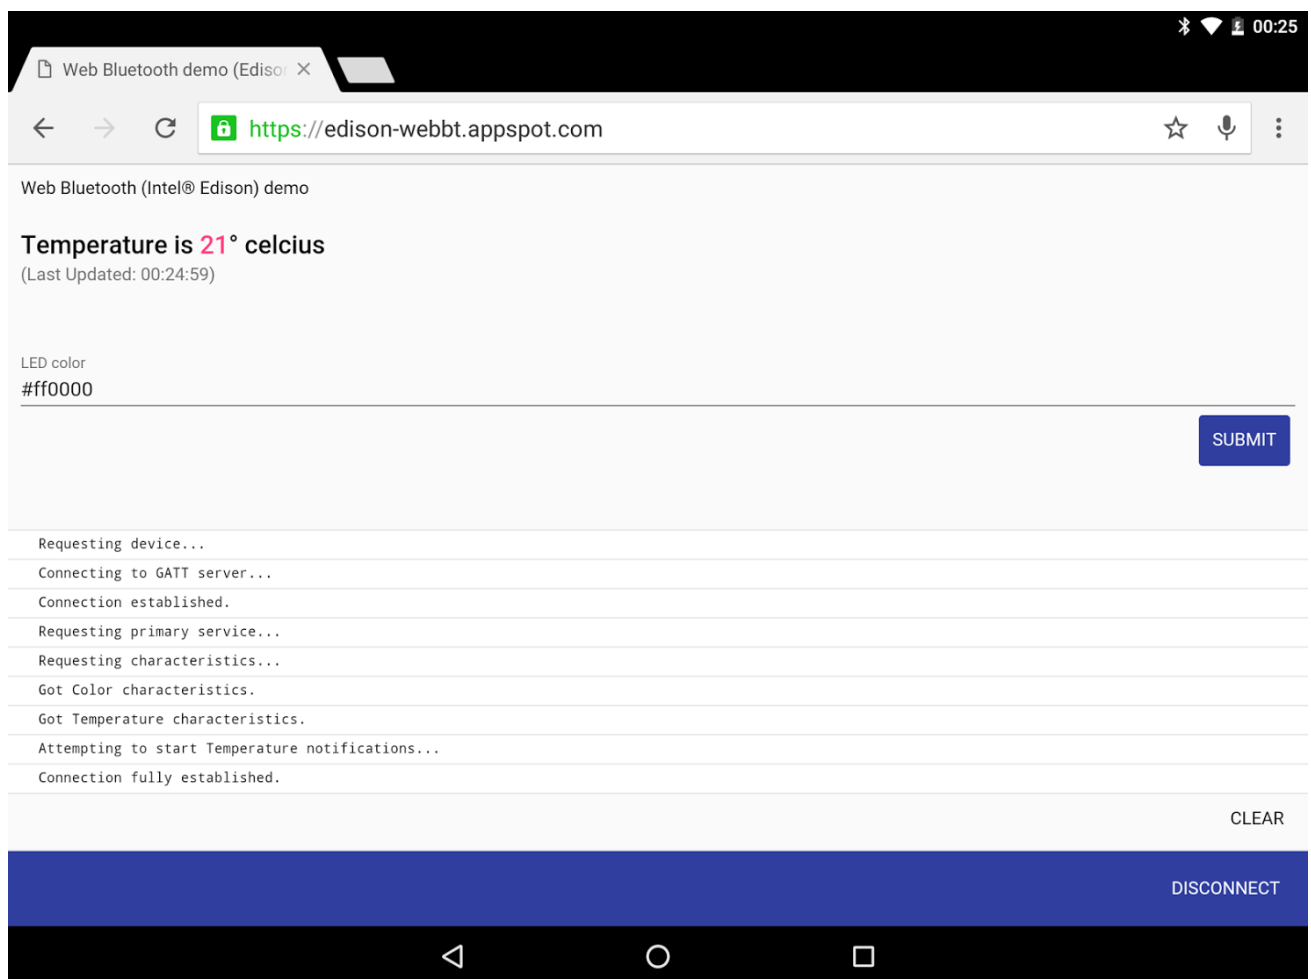 00:25
Web Bluetooth demo (Ediso
https://edison-webbt.appspot.com
Web Bluetooth (Intel® Edison) demo
Temperature is 21° celcius
(Last Updated: 00:24:59)
LED color
#ff0000
SUBMIT
Requesting device...
Connecting to GATT server...
Connection established.
Requesting primary service...
Requesting characteristics...
Got Color characteristics.
Got Temperature characteristics.
Attempting to start Temperature notifications...
Connection fully established.
CLEAR
DISCONNECT